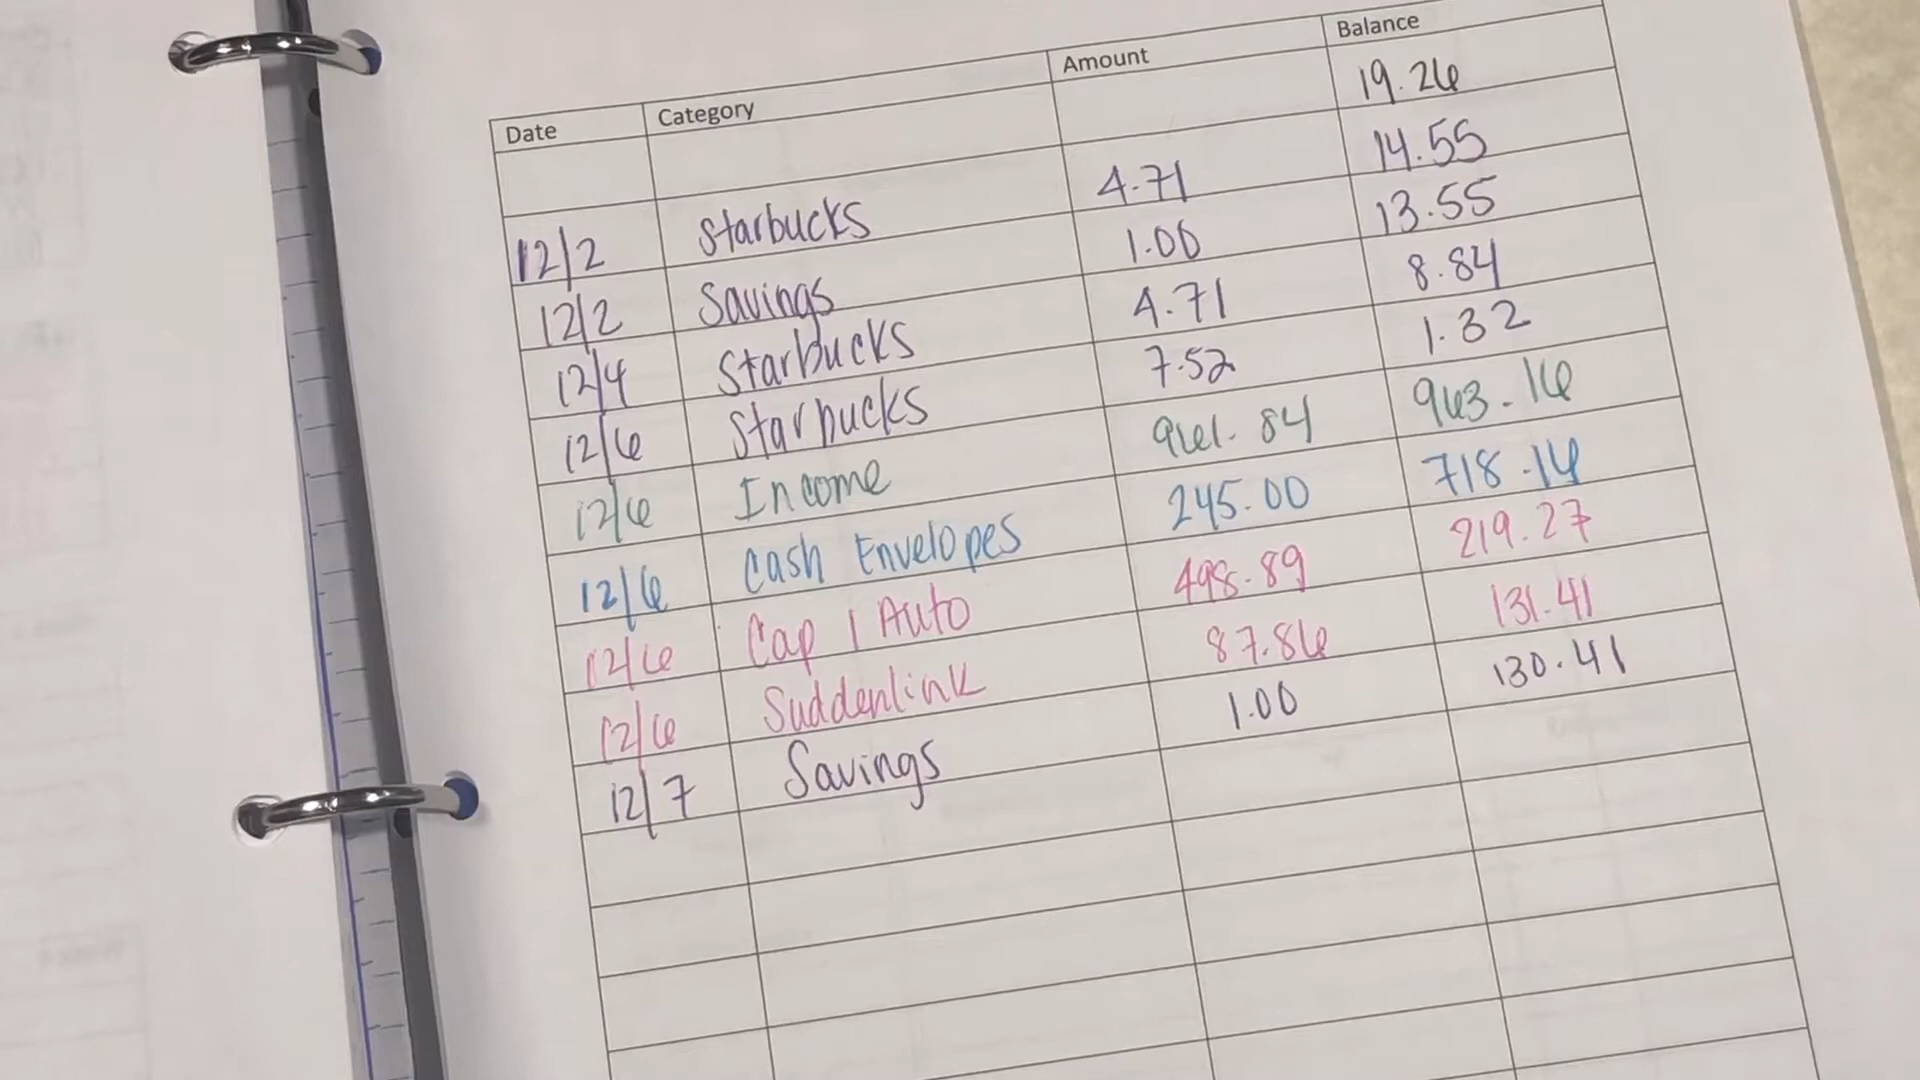 Date Category Amount Balance
19.26
12/2 Starbucks 4.71 14.55
12/2 Savings 1.00 13.55
12/4 Starbucks 4.71 8.84
12/6 Starbucks 7.52 1.32
12/6 Income 961.84 963.16
12/6 Cash Envelopes 245.00 718.16
12/6 Cap 1 Auto 498.89 219.27
12/6 Suddenlink 87.86 131.41
12/7 Savings 1.00 130.41